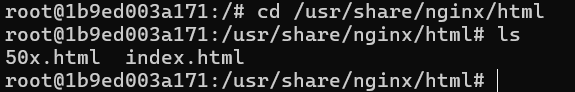 root@1b9ed003a171:/# cd /usr/share/nginx/html
root@1b9ed003a171:/usr/share/nginx/html# ls
50x.html  index.html
root@1b9ed003a171:/usr/share/nginx/html#